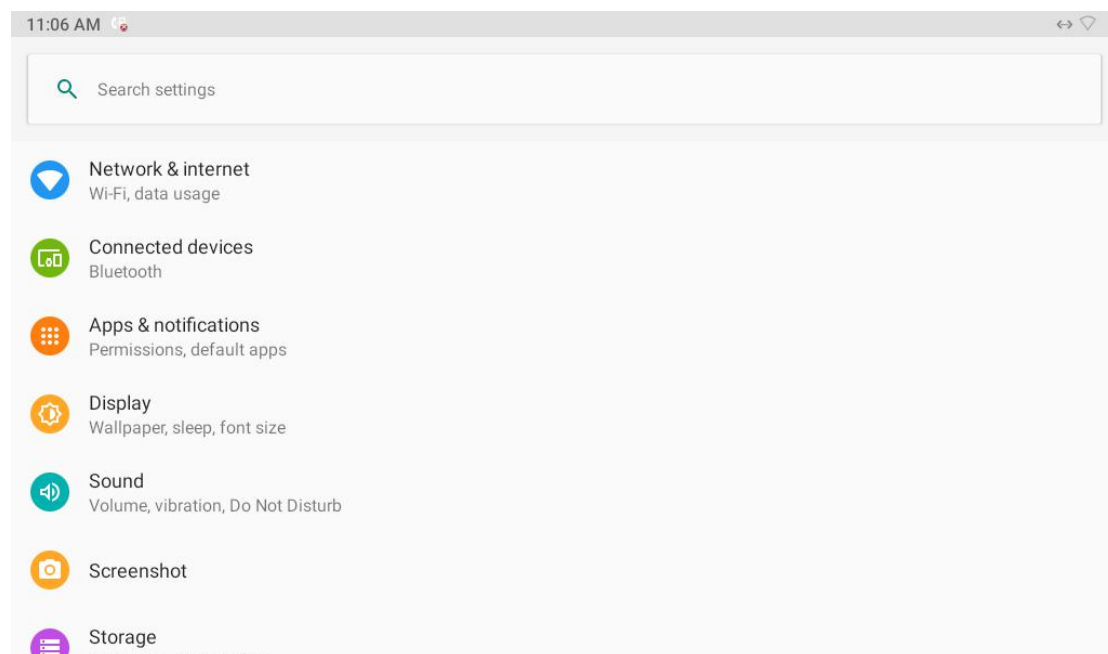 11:06 AM
Search settings
Network & internet
Wi-Fi, data usage
Connected devices
Bluetooth
Apps & notifications
Permissions, default apps
Display
Wallpaper, sleep, font size
Sound
Volume, vibration, Do Not Disturb
Screenshot
Storage